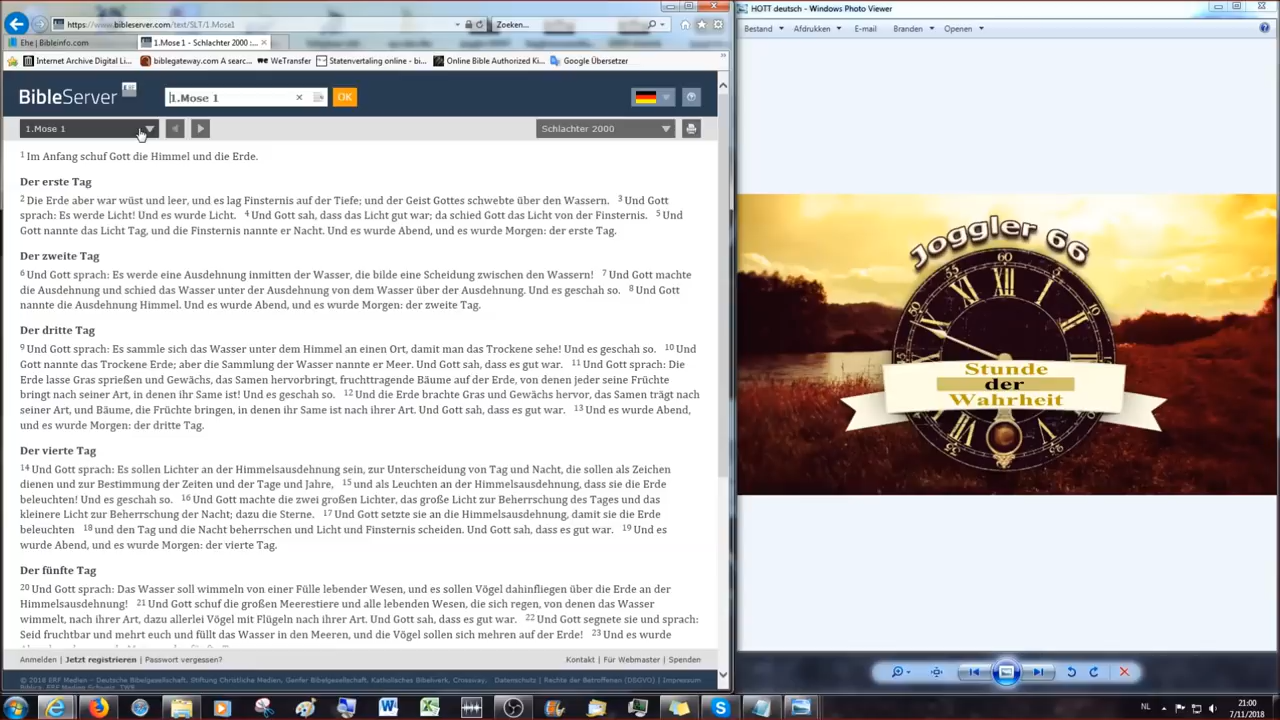 https://www.bibleserver.com/text/SLT/1.Mose1
Zoeken...
Ehe | Bibleinfo.com
1.Mose 1 - Schlachter 2000 :...
Internet Archive Digital Li...
biblegateway.com A searc...
WeTransfer
Statenvertaling online - bi...
Online Bible Authorized Ki...
Google Übersetzer
BibleServer
1.Mose 1
OK
1.Mose 1
Schlachter 2000
1 Im Anfang schuf Gott die Himmel und die Erde.
Der erste Tag
2 Die Erde aber war wüst und leer, und es lag Finsternis auf der Tiefe; und der Geist Gottes schwebte über den Wassern. 3 Und Gott
sprach: Es werde Licht! Und es wurde Licht. 4 Und Gott sah, dass das Licht gut war; da schied Gott das Licht von der Finsternis. 5 Und
Gott nannte das Licht Tag, und die Finsternis nannte er Nacht. Und es wurde Abend, und es wurde Morgen: der erste Tag.
Der zweite Tag
6 Und Gott sprach: Es werde eine Ausdehnung inmitten der Wasser, die bilde eine Scheidung zwischen den Wassern! 7 Und Gott machte
die Ausdehnung und schied das Wasser unter der Ausdehnung von dem Wasser über der Ausdehnung. Und es geschah so. 8 Und Gott
nannte die Ausdehnung Himmel. Und es wurde Abend, und es wurde Morgen: der zweite Tag.
Der dritte Tag
9 Und Gott sprach: Es sammle sich das Wasser unter dem Himmel an einen Ort, damit man das Trockene sehe! Und es geschah so. 10 Und
Gott nannte das Trockene Erde; aber die Sammlung der Wasser nannte er Meer. Und Gott sah, dass es gut war. 11 Und Gott sprach: Die
Erde lasse Gras sprießen und Gewächs, das Samen hervorbringt, fruchttragende Bäume auf der Erde, von denen jeder seine Früchte
bringt nach seiner Art, in denen ihr Same ist! Und es geschah so. 12 Und die Erde brachte Gras und Gewächs hervor, das Samen trägt nach
seiner Art, und Bäume, die Früchte bringen, in denen ihr Same ist nach ihrer Art. Und Gott sah, dass es gut war. 13 Und es wurde Abend,
und es wurde Morgen: der dritte Tag.
Der vierte Tag
14 Und Gott sprach: Es sollen Lichter an der Himmelsausdehnung sein, zur Unterscheidung von Tag und Nacht, die sollen als Zeichen
dienen und zur Bestimmung der Zeiten und der Tage und Jahre, 15 und als Leuchten an der Himmelsausdehnung, dass sie die Erde
beleuchten! Und es geschah so. 16 Und Gott machte die zwei großen Lichter, das große Licht zur Beherrschung des Tages und das
kleinere Licht zur Beherrschung der Nacht; dazu die Sterne. 17 Und Gott setzte sie an die Himmelsausdehnung, damit sie die Erde
beleuchten 18 und den Tag und die Nacht beherrschen und Licht und Finsternis scheiden. Und Gott sah, dass es gut war. 19 Und es
wurde Abend, und es wurde Morgen: der vierte Tag.
Der fünfte Tag
20 Und Gott sprach: Das Wasser soll wimmeln von einer Fülle lebender Wesen, und es sollen Vögel dahinfliegen über die Erde an der
Himmelsausdehnung! 21 Und Gott schuf die großen Meerestiere und alle lebenden Wesen, die sich regen, von denen das Wasser
wimmelt, nach ihrer Art, dazu allerlei Vögel mit Flügeln nach ihrer Art. Und Gott sah, dass es gut war. 22 Und Gott segnete sie und sprach:
Seid fruchtbar und mehrt euch und füllt das Wasser in den Meeren, und die Vögel sollen sich mehren auf der Erde! 23 Und es wurde
Anmelden | Jetzt registrieren | Passwort vergessen?
Kontakt | Für Webmaster | Spenden
© 2018 ERF Medien – Deutsche Bibelgesellschaft, Stiftung Christliche Medien, Genfer Bibelgesellschaft, Katholisches Bibelwerk, Crossway,
Datenschutz | Rechte der Betroffenen (DSGVO) | Impressum
HOTT deutsch - Windows Photo Viewer
Bestand
Afdrukken
E-mail
Branden
Openen
Joggler 66
60
55
5
XII
Stunde
der
Wahrheit
NL
21:00
7/11/2018